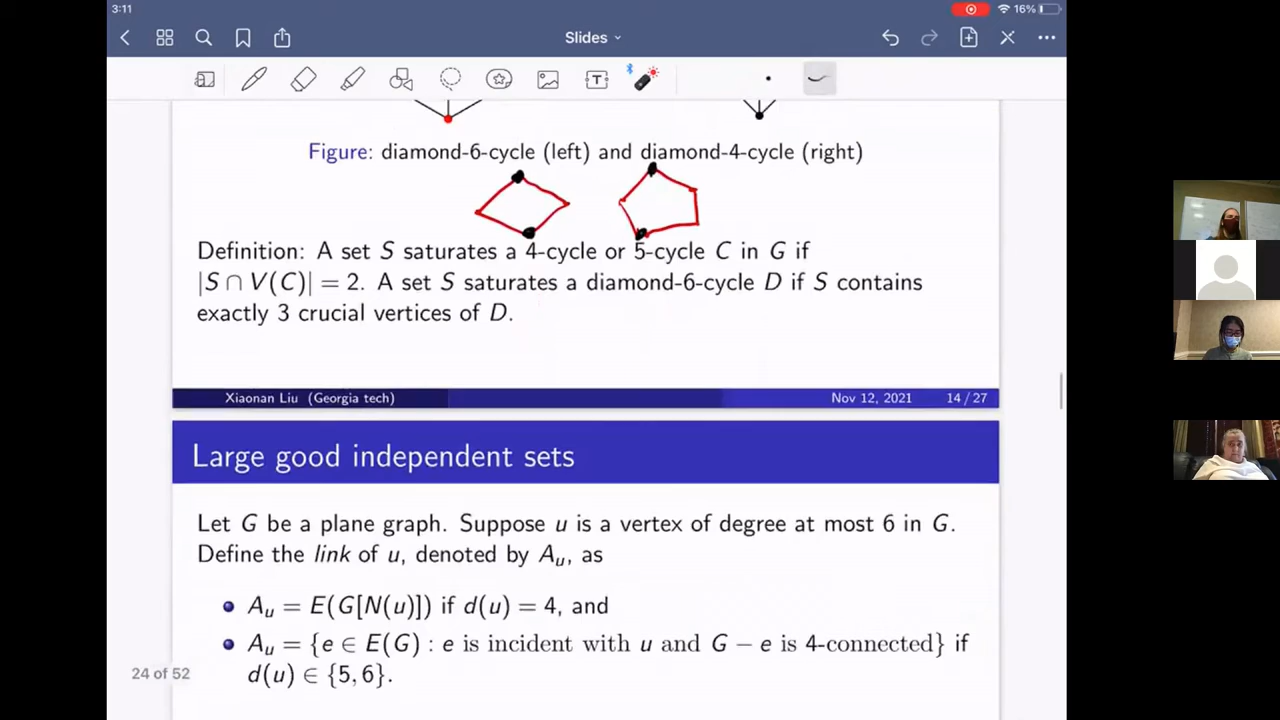 3:11
16%
Slides
Figure: diamond-6-cycle (left) and diamond-4-cycle (right)
Definition: A set S saturates a 4-cycle or 5-cycle C in G if
|S ∩ V(C)| = 2. A set S saturates a diamond-6-cycle D if S contains
exactly 3 crucial vertices of D.
Xiaonan Liu (Georgia tech) Nov 12, 2021 14 / 27
Large good independent sets
Let G be a plane graph. Suppose u is a vertex of degree at most 6 in G.
Define the link of u, denoted by Aᵤ, as
Aᵤ = E(G[N(u)]) if d(u) = 4, and
Aᵤ = {e ∈ E(G) : e is incident with u and G − e is 4-connected} if
d(u) ∈ {5, 6}.
24 of 52